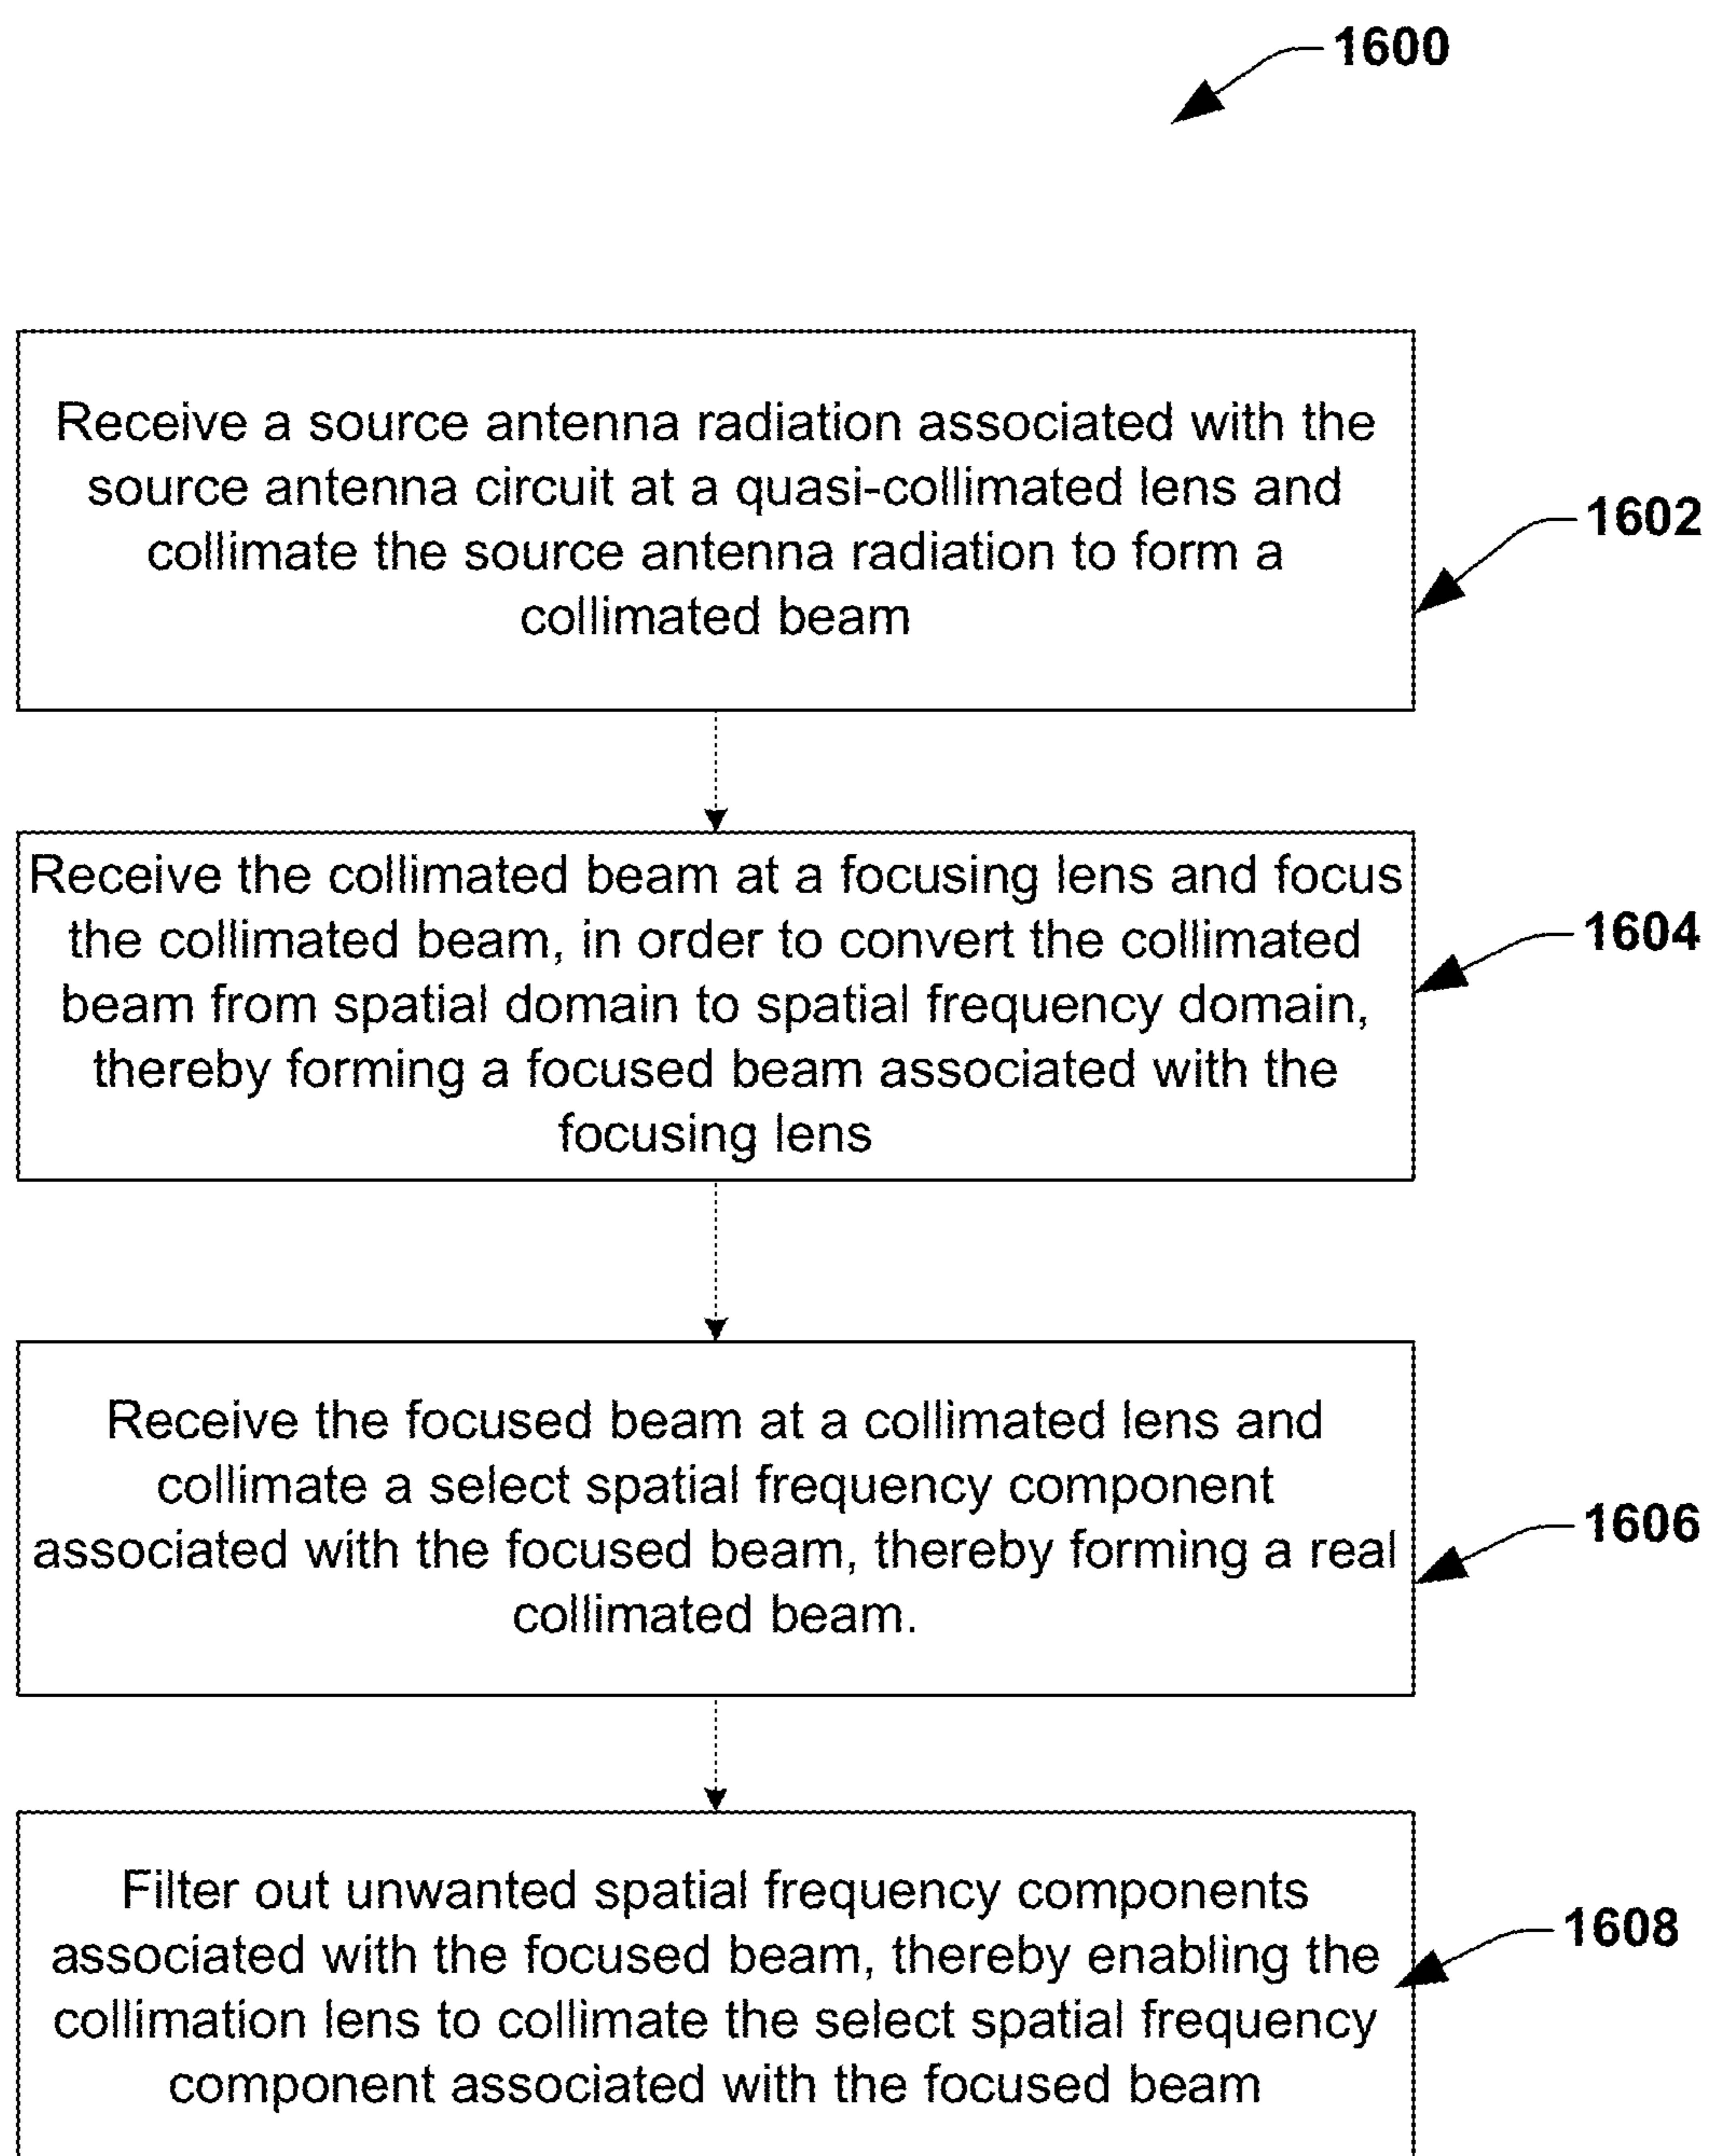 1600
Receive a source antenna radiation associated with the
source antenna circuit at a quasi-collimated lens and
collimate the source antenna radiation to form a
collimated beam
1602
Receive the collimated beam at a focusing lens and focus
the collimated beam, in order to convert the collimated
beam from spatial domain to spatial frequency domain,
thereby forming a focused beam associated with the
focusing lens
1604
Receive the focused beam at a collimated lens and
collimate a select spatial frequency component
associated with the focused beam, thereby forming a real
collimated beam.
1606
Filter out unwanted spatial frequency components
associated with the focused beam, thereby enabling the
collimation lens to collimate the select spatial frequency
component associated with the focused beam
1608